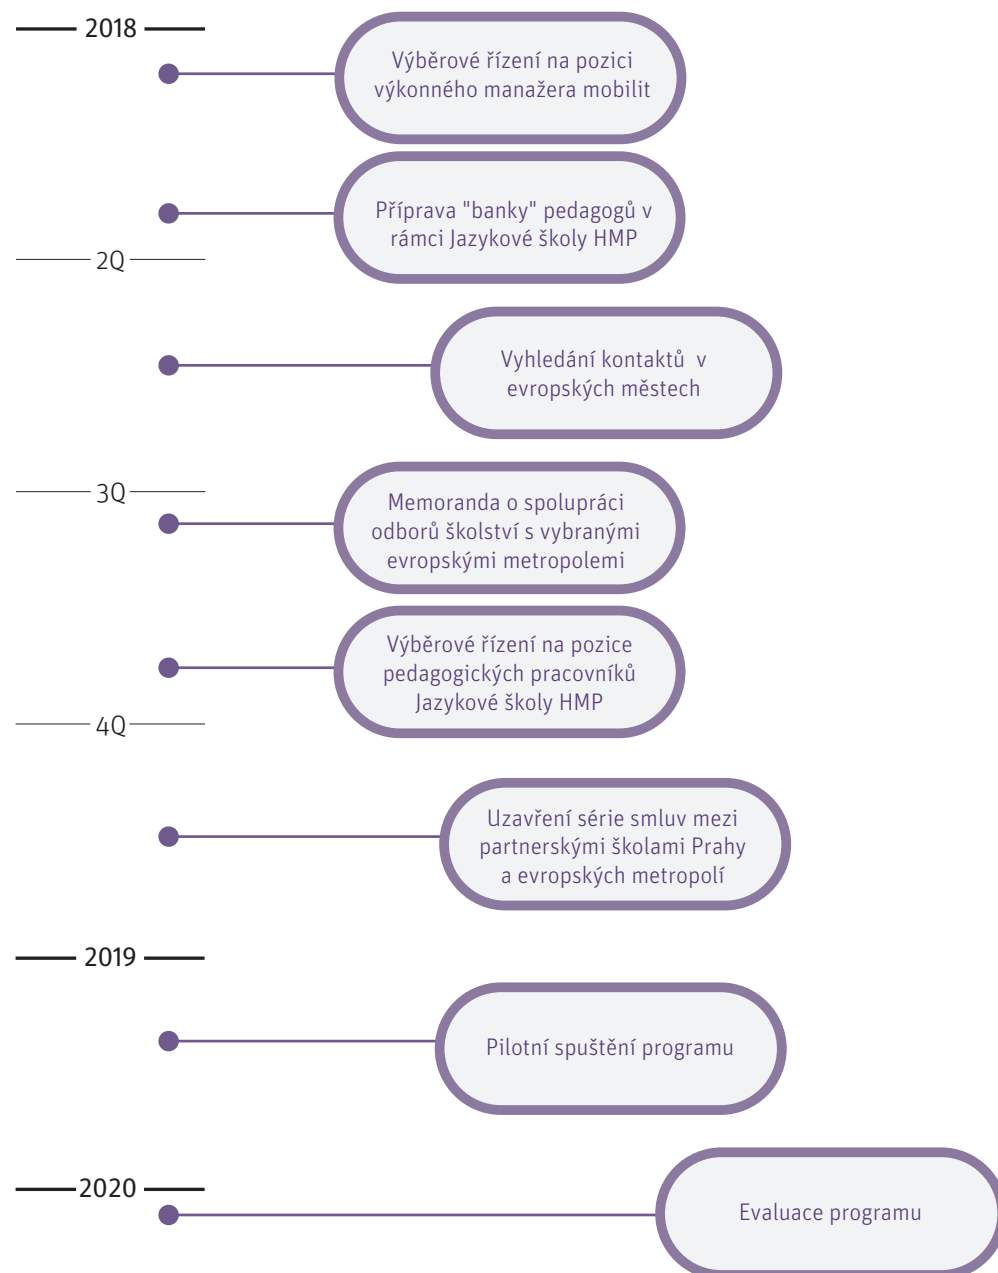 2018
Výběrové řízení na pozici
výkonného manažera mobilit
Příprava "banky" pedagogů v
rámci Jazykové školy HMP
2Q
Vyhledání kontaktů v
evropských městech
3Q
Memoranda o spolupráci
odborů školství s vybranými
evropskými metropolemi
Výběrové řízení na pozice
pedagogických pracovníků
Jazykové školy HMP
4Q
Uzavření série smluv mezi
partnerskými školami Prahy
a evropských metropolí
2019
Pilotní spuštění programu
2020
Evaluace programu